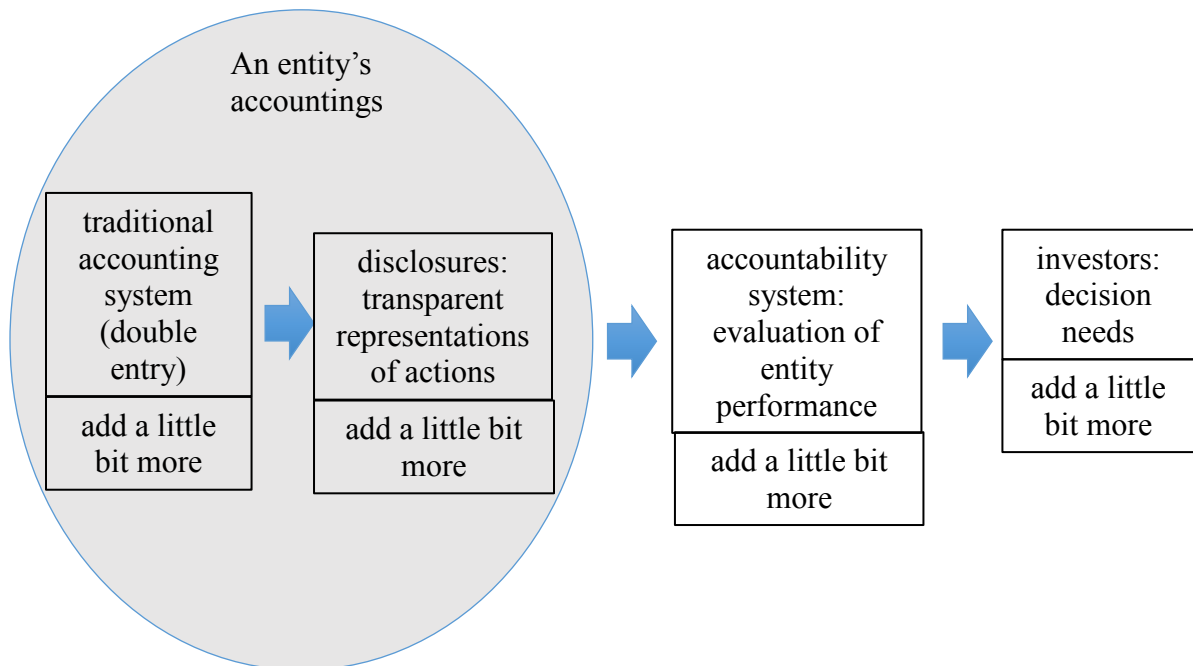 An entity’s
accountings
traditional
accounting
system
(double
entry)
add a little
bit more
disclosures:
transparent
representations
of actions
add a little bit
more
accountability
system:
evaluation of
entity
performance
add a little bit
more
investors:
decision
needs
add a little
bit more